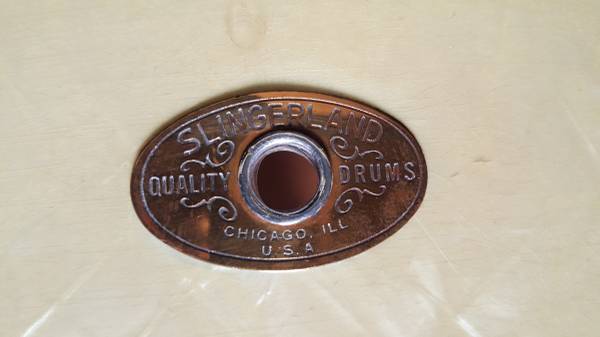 SLINGERLAND
QUALITY DRUMS
CHICAGO, ILL
U.S.A